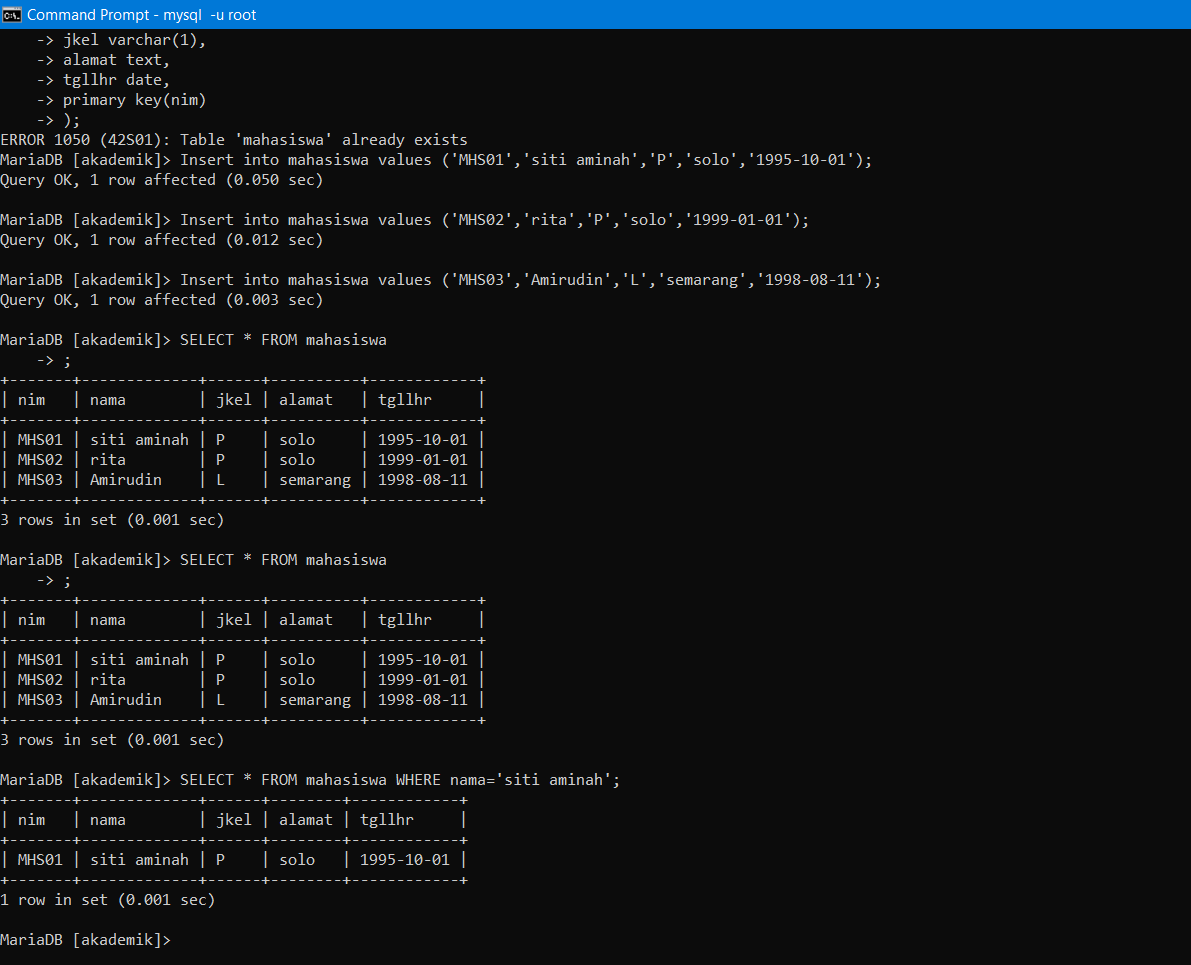 Command Prompt - mysql  -u root
    -> jkel varchar(1),
    -> alamat text,
    -> tgllhr date,
    -> primary key(nim)
    -> );
ERROR 1050 (42S01): Table 'mahasiswa' already exists
MariaDB [akademik]> Insert into mahasiswa values ('MHS01','siti aminah','P','solo','1995-10-01');
Query OK, 1 row affected (0.050 sec)

MariaDB [akademik]> Insert into mahasiswa values ('MHS02','rita','P','solo','1999-01-01');
Query OK, 1 row affected (0.012 sec)

MariaDB [akademik]> Insert into mahasiswa values ('MHS03','Amirudin','L','semarang','1998-08-11');
Query OK, 1 row affected (0.003 sec)

MariaDB [akademik]> SELECT * FROM mahasiswa
    -> ;
+-------+-------------+------+----------+------------+
| nim   | nama        | jkel | alamat   | tgllhr     |
+-------+-------------+------+----------+------------+
| MHS01 | siti aminah | P    | solo     | 1995-10-01 |
| MHS02 | rita        | P    | solo     | 1999-01-01 |
| MHS03 | Amirudin    | L    | semarang | 1998-08-11 |
+-------+-------------+------+----------+------------+
3 rows in set (0.001 sec)

MariaDB [akademik]> SELECT * FROM mahasiswa
    -> ;
+-------+-------------+------+----------+------------+
| nim   | nama        | jkel | alamat   | tgllhr     |
+-------+-------------+------+----------+------------+
| MHS01 | siti aminah | P    | solo     | 1995-10-01 |
| MHS02 | rita        | P    | solo     | 1999-01-01 |
| MHS03 | Amirudin    | L    | semarang | 1998-08-11 |
+-------+-------------+------+----------+------------+
3 rows in set (0.001 sec)

MariaDB [akademik]> SELECT * FROM mahasiswa WHERE nama='siti aminah';
+-------+-------------+------+--------+------------+
| nim   | nama        | jkel | alamat | tgllhr     |
+-------+-------------+------+--------+------------+
| MHS01 | siti aminah | P    | solo   | 1995-10-01 |
+-------+-------------+------+--------+------------+
1 row in set (0.001 sec)

MariaDB [akademik]>